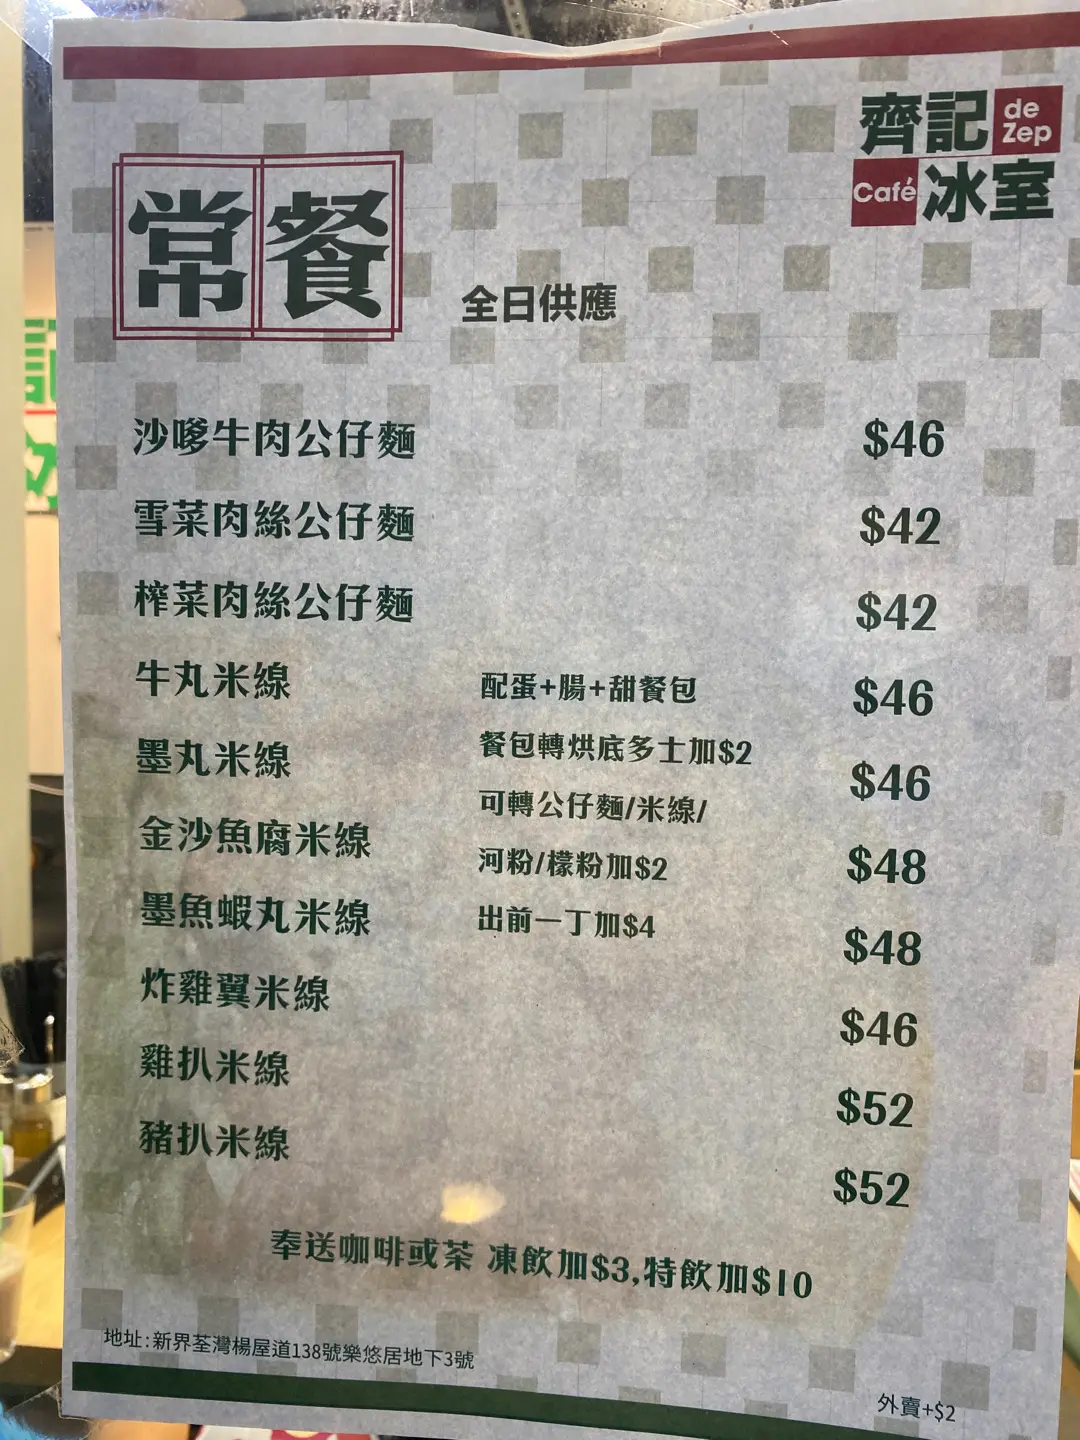 齊記 de Zep
Café 冰室
常餐
全日供應
沙嗲牛肉公仔麵 $46
雪菜肉絲公仔麵 $42
榨菜肉絲公仔麵 $42
牛丸米線 $46
墨丸米線 $46
金沙魚腐米線 $48
墨魚蝦丸米線 $48
炸雞翼米線 $46
雞扒米線 $52
豬扒米線 $52
配蛋+腸+甜餐包
餐包轉烘底多士加$2
可轉公仔麵/米線/
河粉/檬粉加$2
出前一丁加$4
奉送咖啡或茶 凍飲加$3,特飲加$10
地址:新界荃灣楊屋道138號樂悠居地下3號
外賣+$2